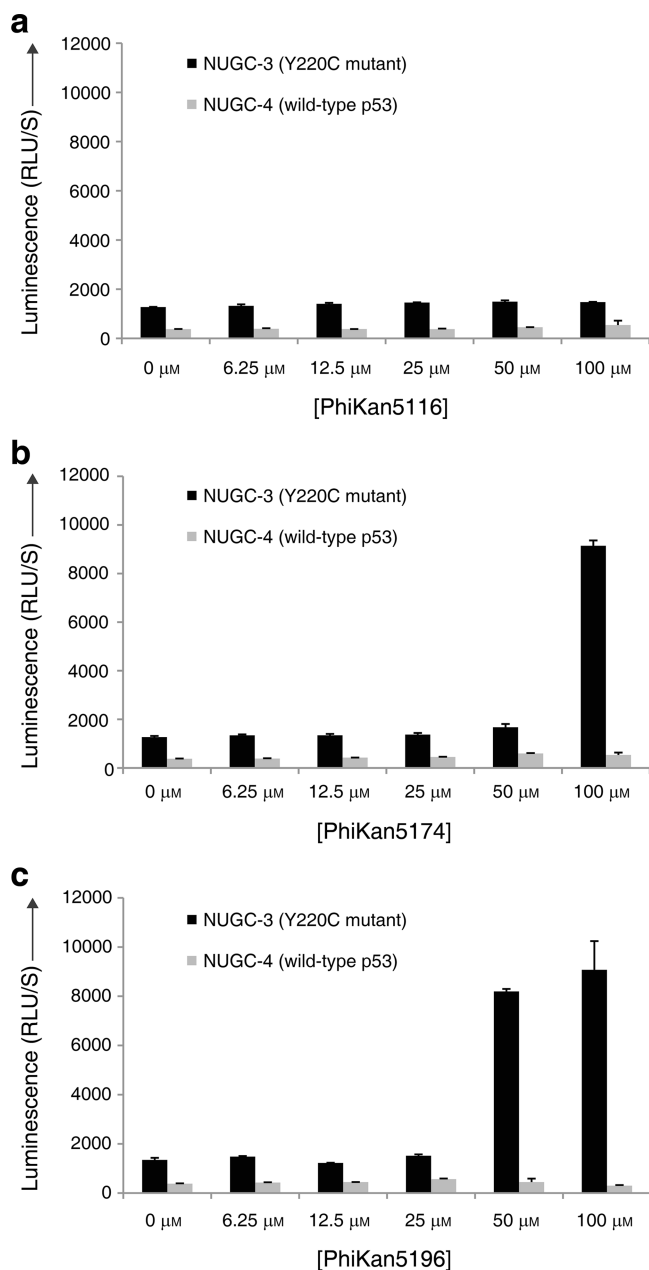 a
12000
10000
8000
6000
4000
2000
0
Luminescence (RLU/S)
NUGC-3 (Y220C mutant)
NUGC-4 (wild-type p53)
0 μM 6.25 μM 12.5 μM 25 μM 50 μM 100 μM
[PhiKan5116]
b
12000
10000
8000
6000
4000
2000
0
Luminescence (RLU/S)
NUGC-3 (Y220C mutant)
NUGC-4 (wild-type p53)
0 μM 6.25 μM 12.5 μM 25 μM 50 μM 100 μM
[PhiKan5174]
c
12000
10000
8000
6000
4000
2000
0
Luminescence (RLU/S)
NUGC-3 (Y220C mutant)
NUGC-4 (wild-type p53)
0 μM 6.25 μM 12.5 μM 25 μM 50 μM 100 μM
[PhiKan5196]